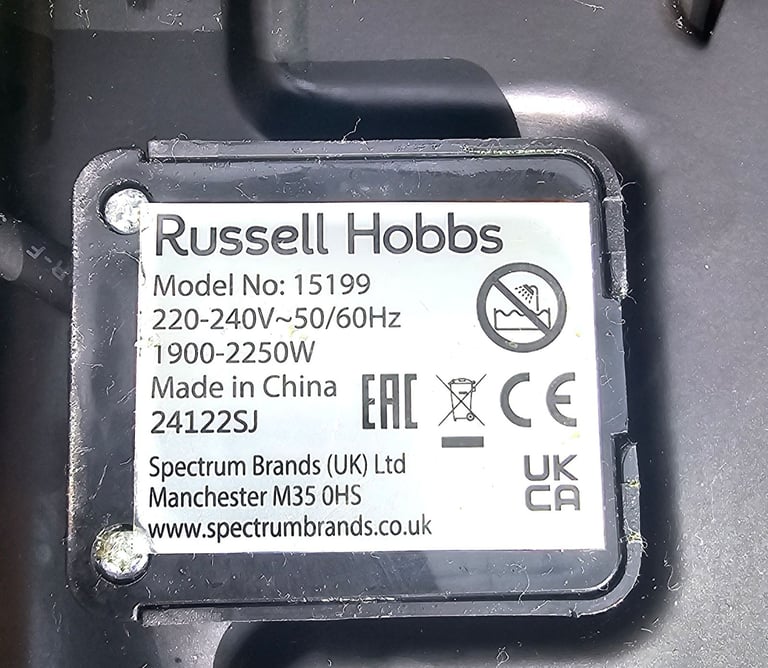 Russell Hobbs
Model No: 15199
220-240V~50/60Hz
1900-2250W
Made in China
24122SJ
EAC
CE
Spectrum Brands (UK) Ltd
Manchester M35 0HS
www.spectrumbrands.co.uk
UK
CA
R-F